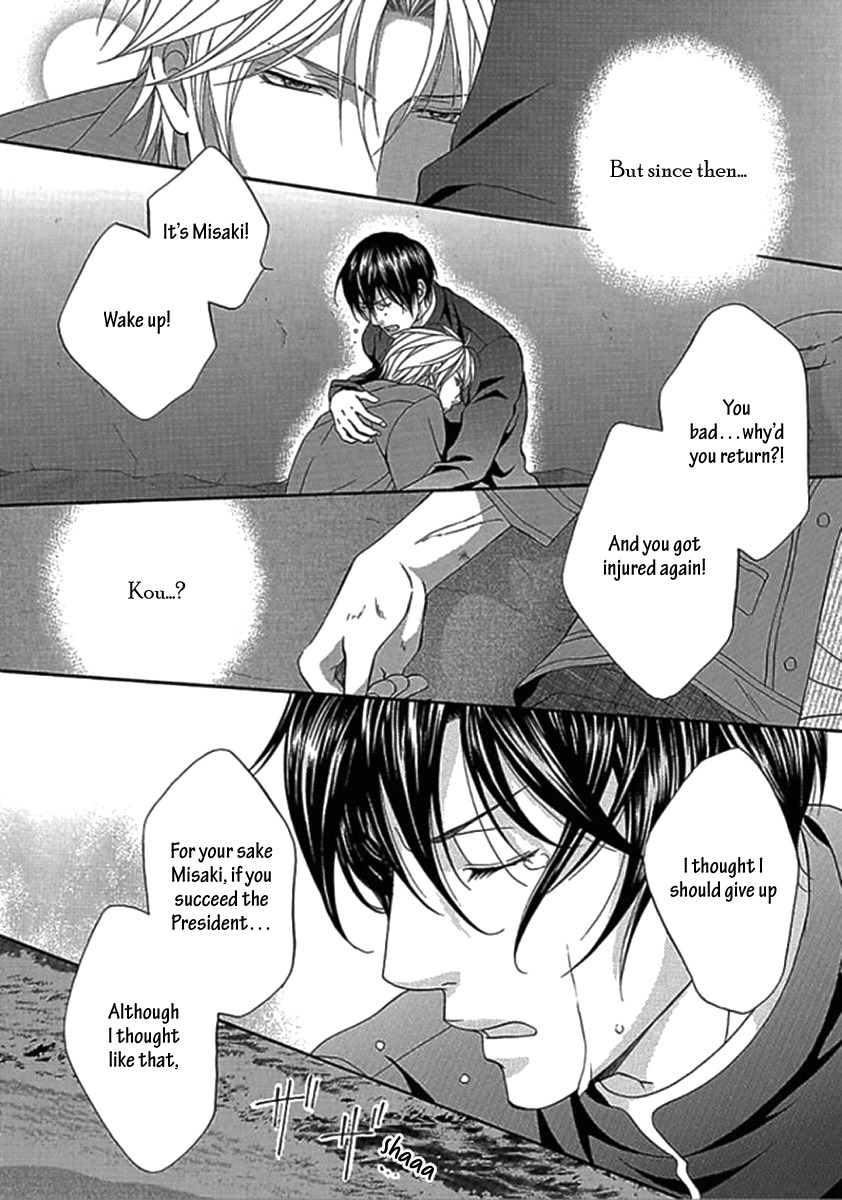 But since then...
It's Misaki!
Wake up!
You
bad...why'd
you return?!
And you got
injured again!
Kou...?
I thought I
should give up
For your sake
Misaki, if you
succeed the
President...
Although
I thought
like that,
ザザ
shaaa
...